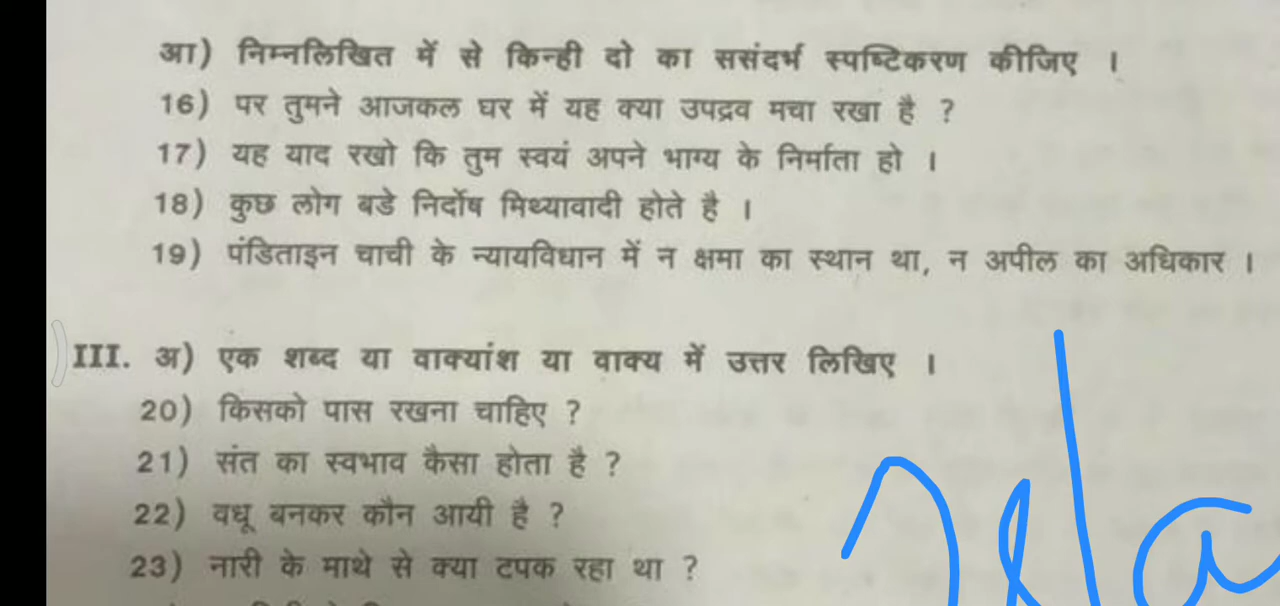 आ) निम्नलिखित में से किन्ही दो का ससंदर्भ स्पष्टिकरण कीजिए ।
16) पर तुमने आजकल घर में यह क्या उपद्रव मचा रखा है ?
17) यह याद रखो कि तुम स्वयं अपने भाग्य के निर्माता हो ।
18) कुछ लोग बडे निर्दोष मिथ्यावादी होते है ।
19) पंडिताइन चाची के न्यायविधान में न क्षमा का स्थान था, न अपील का अधिकार ।
III. अ) एक शब्द या वाक्यांश या वाक्य में उत्तर लिखिए ।
20) किसको पास रखना चाहिए ?
21) संत का स्वभाव कैसा होता है ?
22) वधू बनकर कौन आयी है ?
23) नारी के माथे से क्या टपक रहा था ?